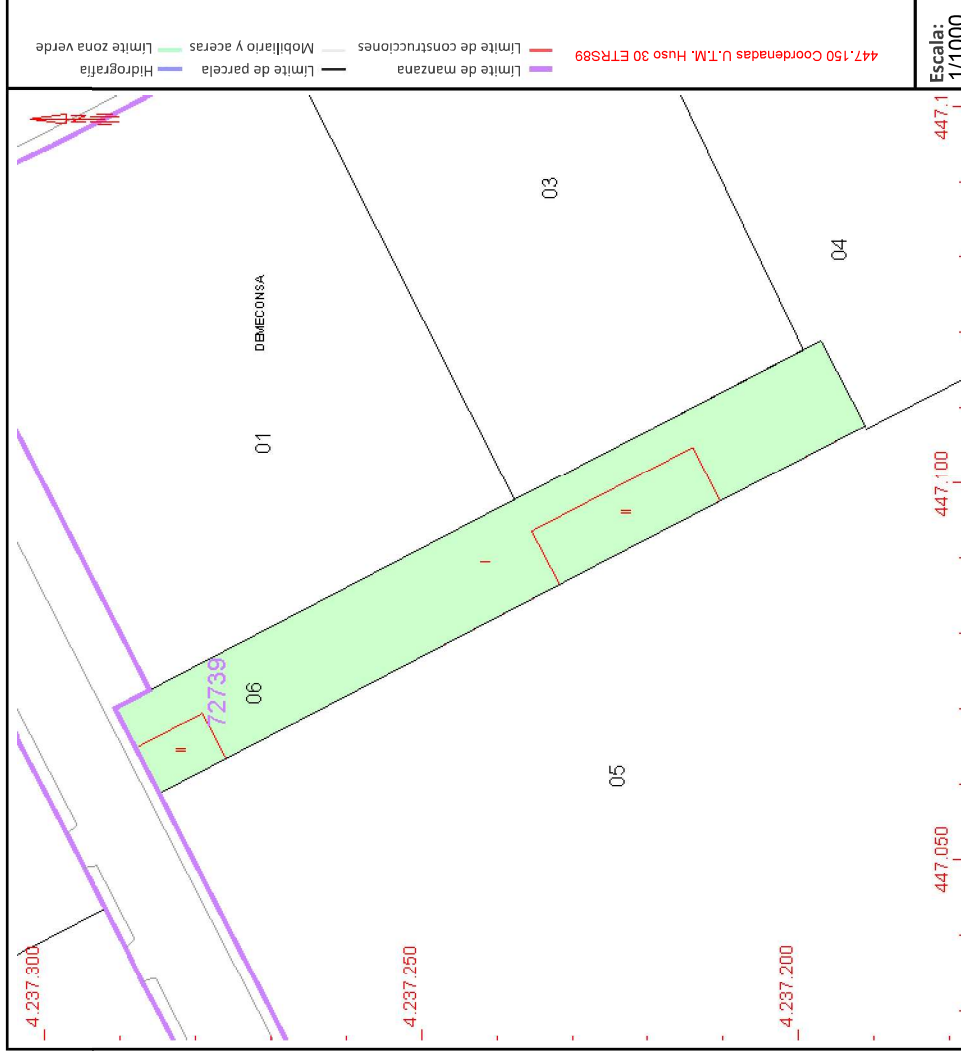 Límite de manzana
Límite de construcciones
Límite de parcela
Mobiliario y aceras
Hidrografía
Límite zona verde
447.150 Coordenadas U.T.M. Huso 30 ETRS89
Escala:
1/1000
4.237.300
4.237.250
4.237.200
447.050
447.100
447.1
DEMECONSA
01
03
04
05
06
72739
I
II
II